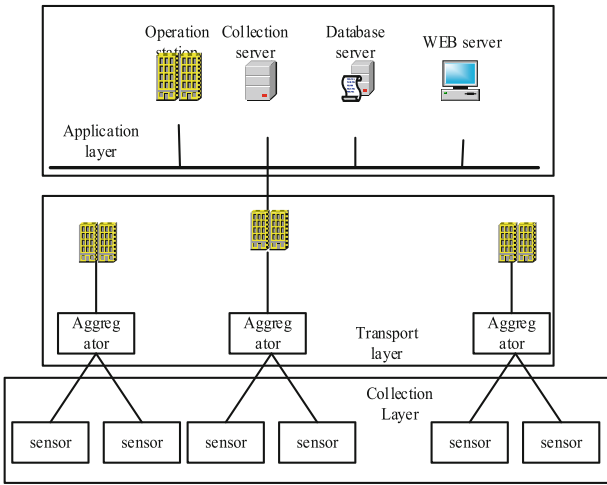 Operation
station
Collection
server
Database
server
WEB server
Application
layer
Aggreg
ator
Aggreg
ator
Aggreg
ator
Transport
layer
Collection
Layer
sensor
sensor
sensor
sensor
sensor
sensor